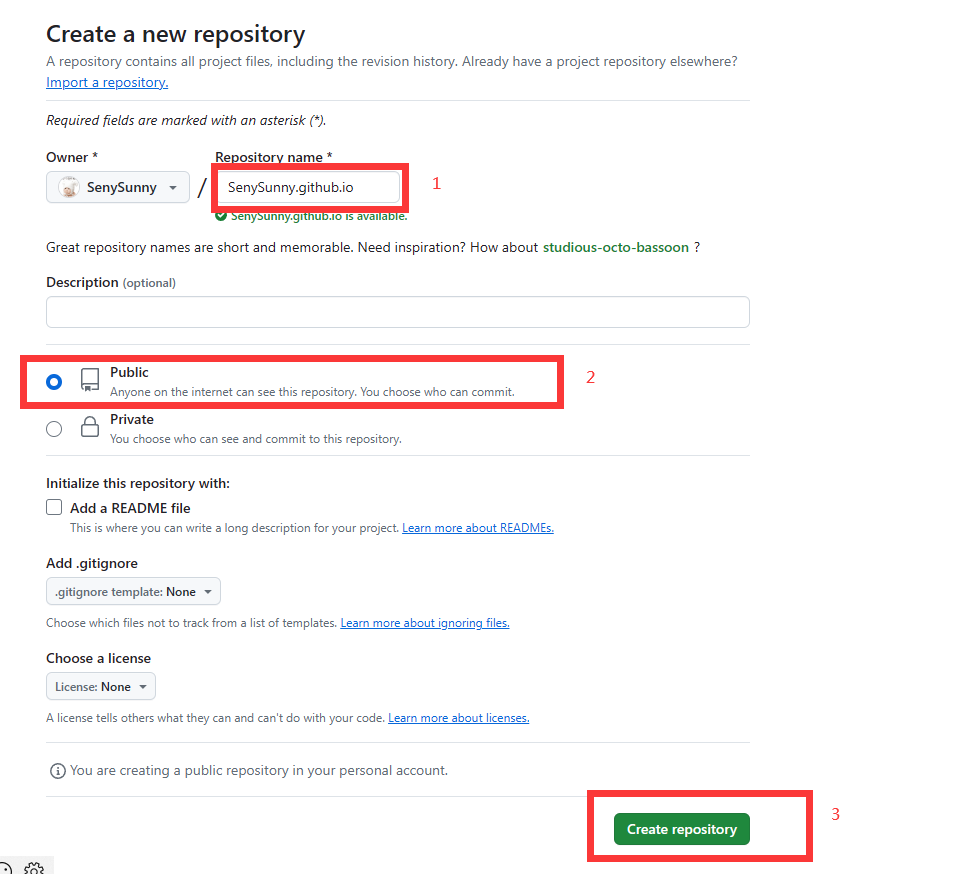 Create a new repository
A repository contains all project files, including the revision history. Already have a project repository elsewhere?
Import a repository.
Required fields are marked with an asterisk (*).
Owner * Repository name *
SenySunny / SenySunny.github.io 1
SenySunny.github.io is available.
Great repository names are short and memorable. Need inspiration? How about studious-octo-bassoon ?
Description (optional)
Public
Anyone on the internet can see this repository. You choose who can commit.
2
Private
You choose who can see and commit to this repository.
Initialize this repository with:
Add a README file
This is where you can write a long description for your project. Learn more about READMEs.
Add .gitignore
.gitignore template: None
Choose which files not to track from a list of templates. Learn more about ignoring files.
Choose a license
License: None
A license tells others what they can and can't do with your code. Learn more about licenses.
You are creating a public repository in your personal account.
Create repository 3